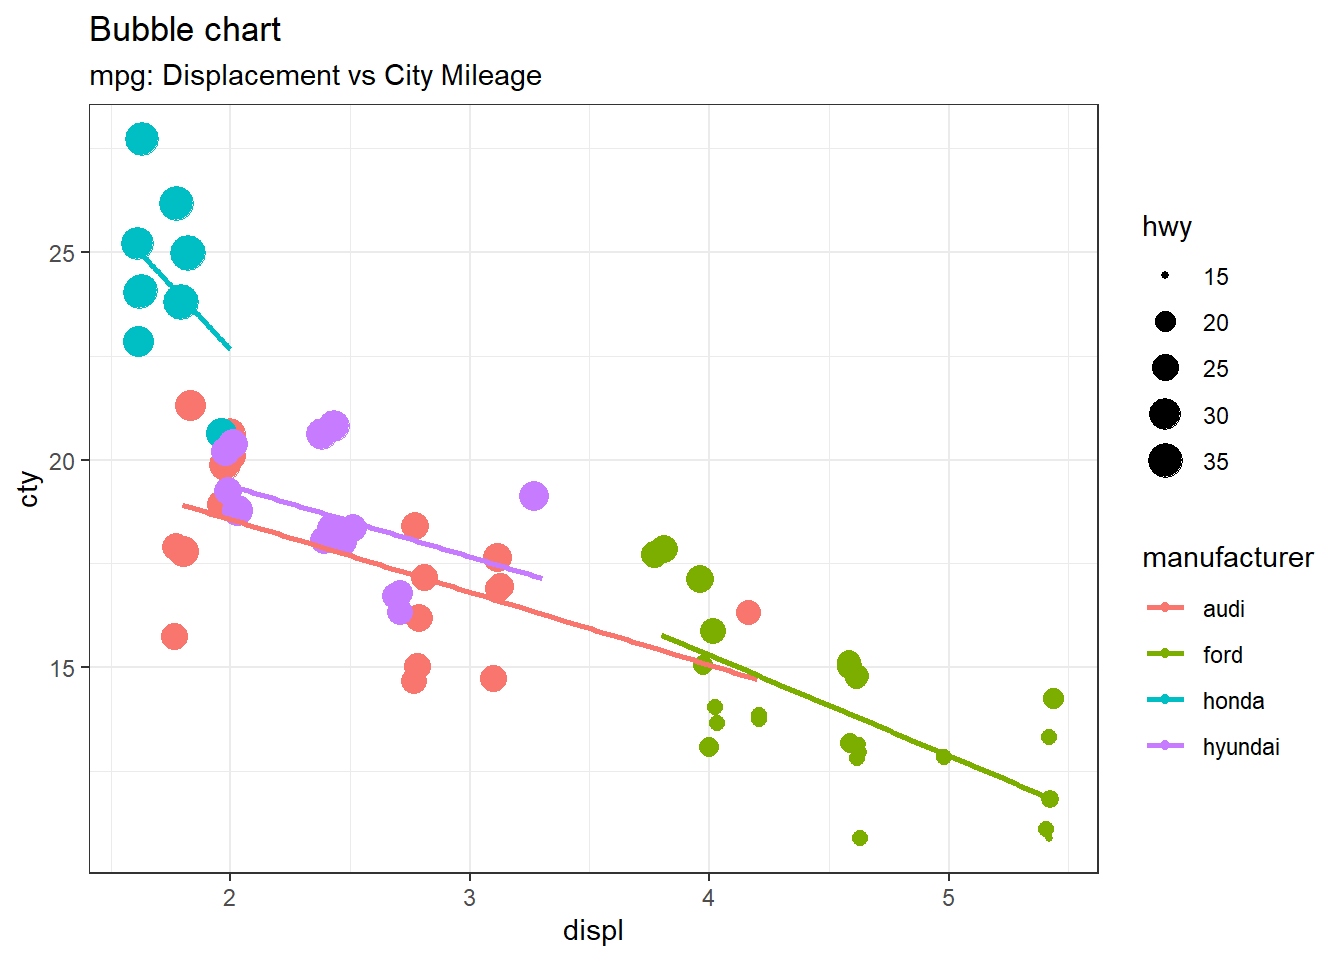 Bubble chart
mpg: Displacement vs City Mileage
25
20
15
cty
2 3 4 5
displ
hwy
15
20
25
30
35
manufacturer
audi
ford
honda
hyundai